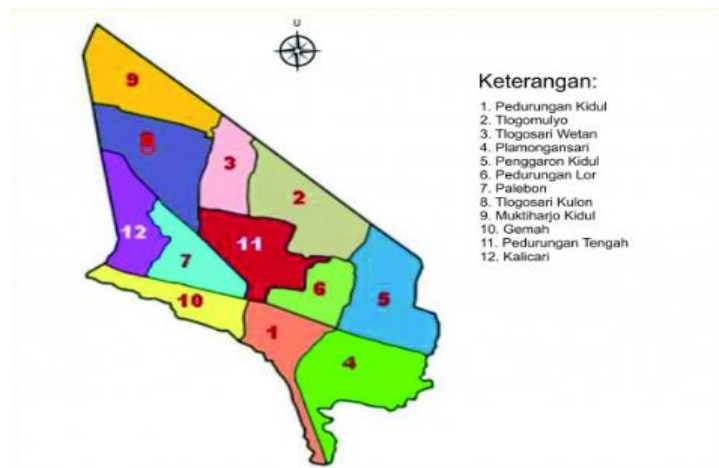 U
9
8
3
2
12
11
7
6
5
10
1
4
Keterangan:
1. Pedurungan Kidul
2. Tlogomulyo
3. Tlogosari Wetan
4. Plamongansari
5. Penggaron Kidul
6. Pedurungan Lor
7. Palebon
8. Tlogosari Kulon
9. Muktiharjo Kidul
10. Gemah
11. Pedurungan Tengah
12. Kalicari